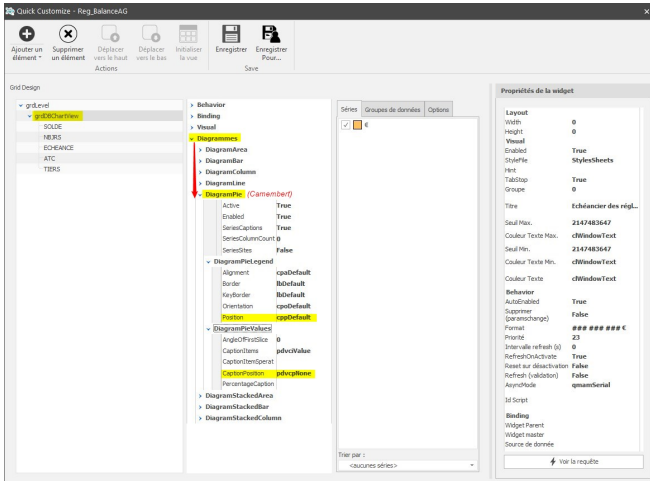 Quick Customize - Reg_BalanceAG
Ajouter un élément
Supprimer un élément
Déplacer vers le haut
Déplacer vers le bas
Initialiser la vue
Enregistrer
Enregistrer Pour...
Actions
Save
Grid Design
grdLevel
grdDBChartView
SOLDE
NBJRS
ECHEANCE
ATC
TIERS
Behavior
Binding
Visual
Diagrammes
DiagramArea
DiagramBar
DiagramColumn
DiagramLine
DiagramPie (Camembert)
Active True
Enabled True
SeriesCaptions True
SeriesColumnCount 0
SeriesSites False
DiagramPieLegend
Alignment cpaDefault
Border lbDefault
KeyBorder lbDefault
Orientation cpoDefault
Position cppDefault
DiagramPieValues
AngleOfFirstSlice 0
CaptionItems pdvciValue
CaptionItemSperat
CaptionPosition pdvcpNone
PercentageCaption
DiagramStackedArea
DiagramStackedBar
DiagramStackedColumn
Séries Groupes de données Options
€
Trier par :
<aucunes séries>
Propriétés de la widget
Layout
Width 0
Height 0
Visual
Enabled True
StyleFile StylesSheets
Hint
TabStop True
Groupe 0
Titre Echéancier des régl...
Seuil Max. 2147483647
Couleur Texte Max. clWindowText
Seuil Min. 2147483647
Couleur Texte Min. clWindowText
Couleur Texte clWindowText
Behavior
AutoEnabled True
Supprimer (paramschange) False
Format ### ### ### €
Priorité 23
Intervalle refresh (s) 0
RefreshOnActivate True
Reset sur désactivation False
Refresh (validation) False
AsyncMode qmamSerial
Id Script
Binding
Widget Parent
Widget master
Source de donnée
Voir la requête